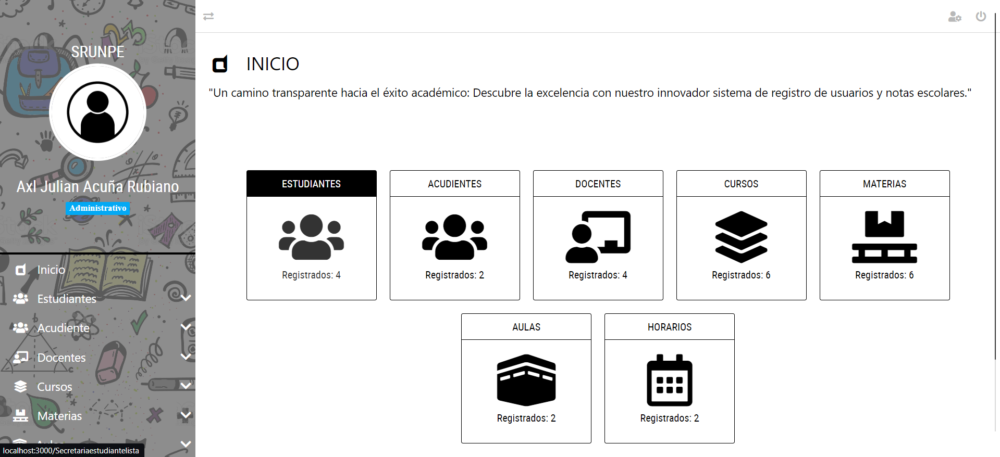 SRUNPE
Axl Julian Acuña Rubiano
Administrativo
Inicio
Estudiantes
Acudiente
Docentes
Cursos
Materias
Aulas
localhost:3000/Secretariaestudiantelista
INICIO
"Un camino transparente hacia el éxito académico: Descubre la excelencia con nuestro innovador sistema de registro de usuarios y notas escolares."
ESTUDIANTES
Registrados: 4
ACUDIENTES
Registrados: 2
DOCENTES
Registrados: 4
CURSOS
Registrados: 6
MATERIAS
Registrados: 6
AULAS
Registrados: 2
HORARIOS
Registrados: 2